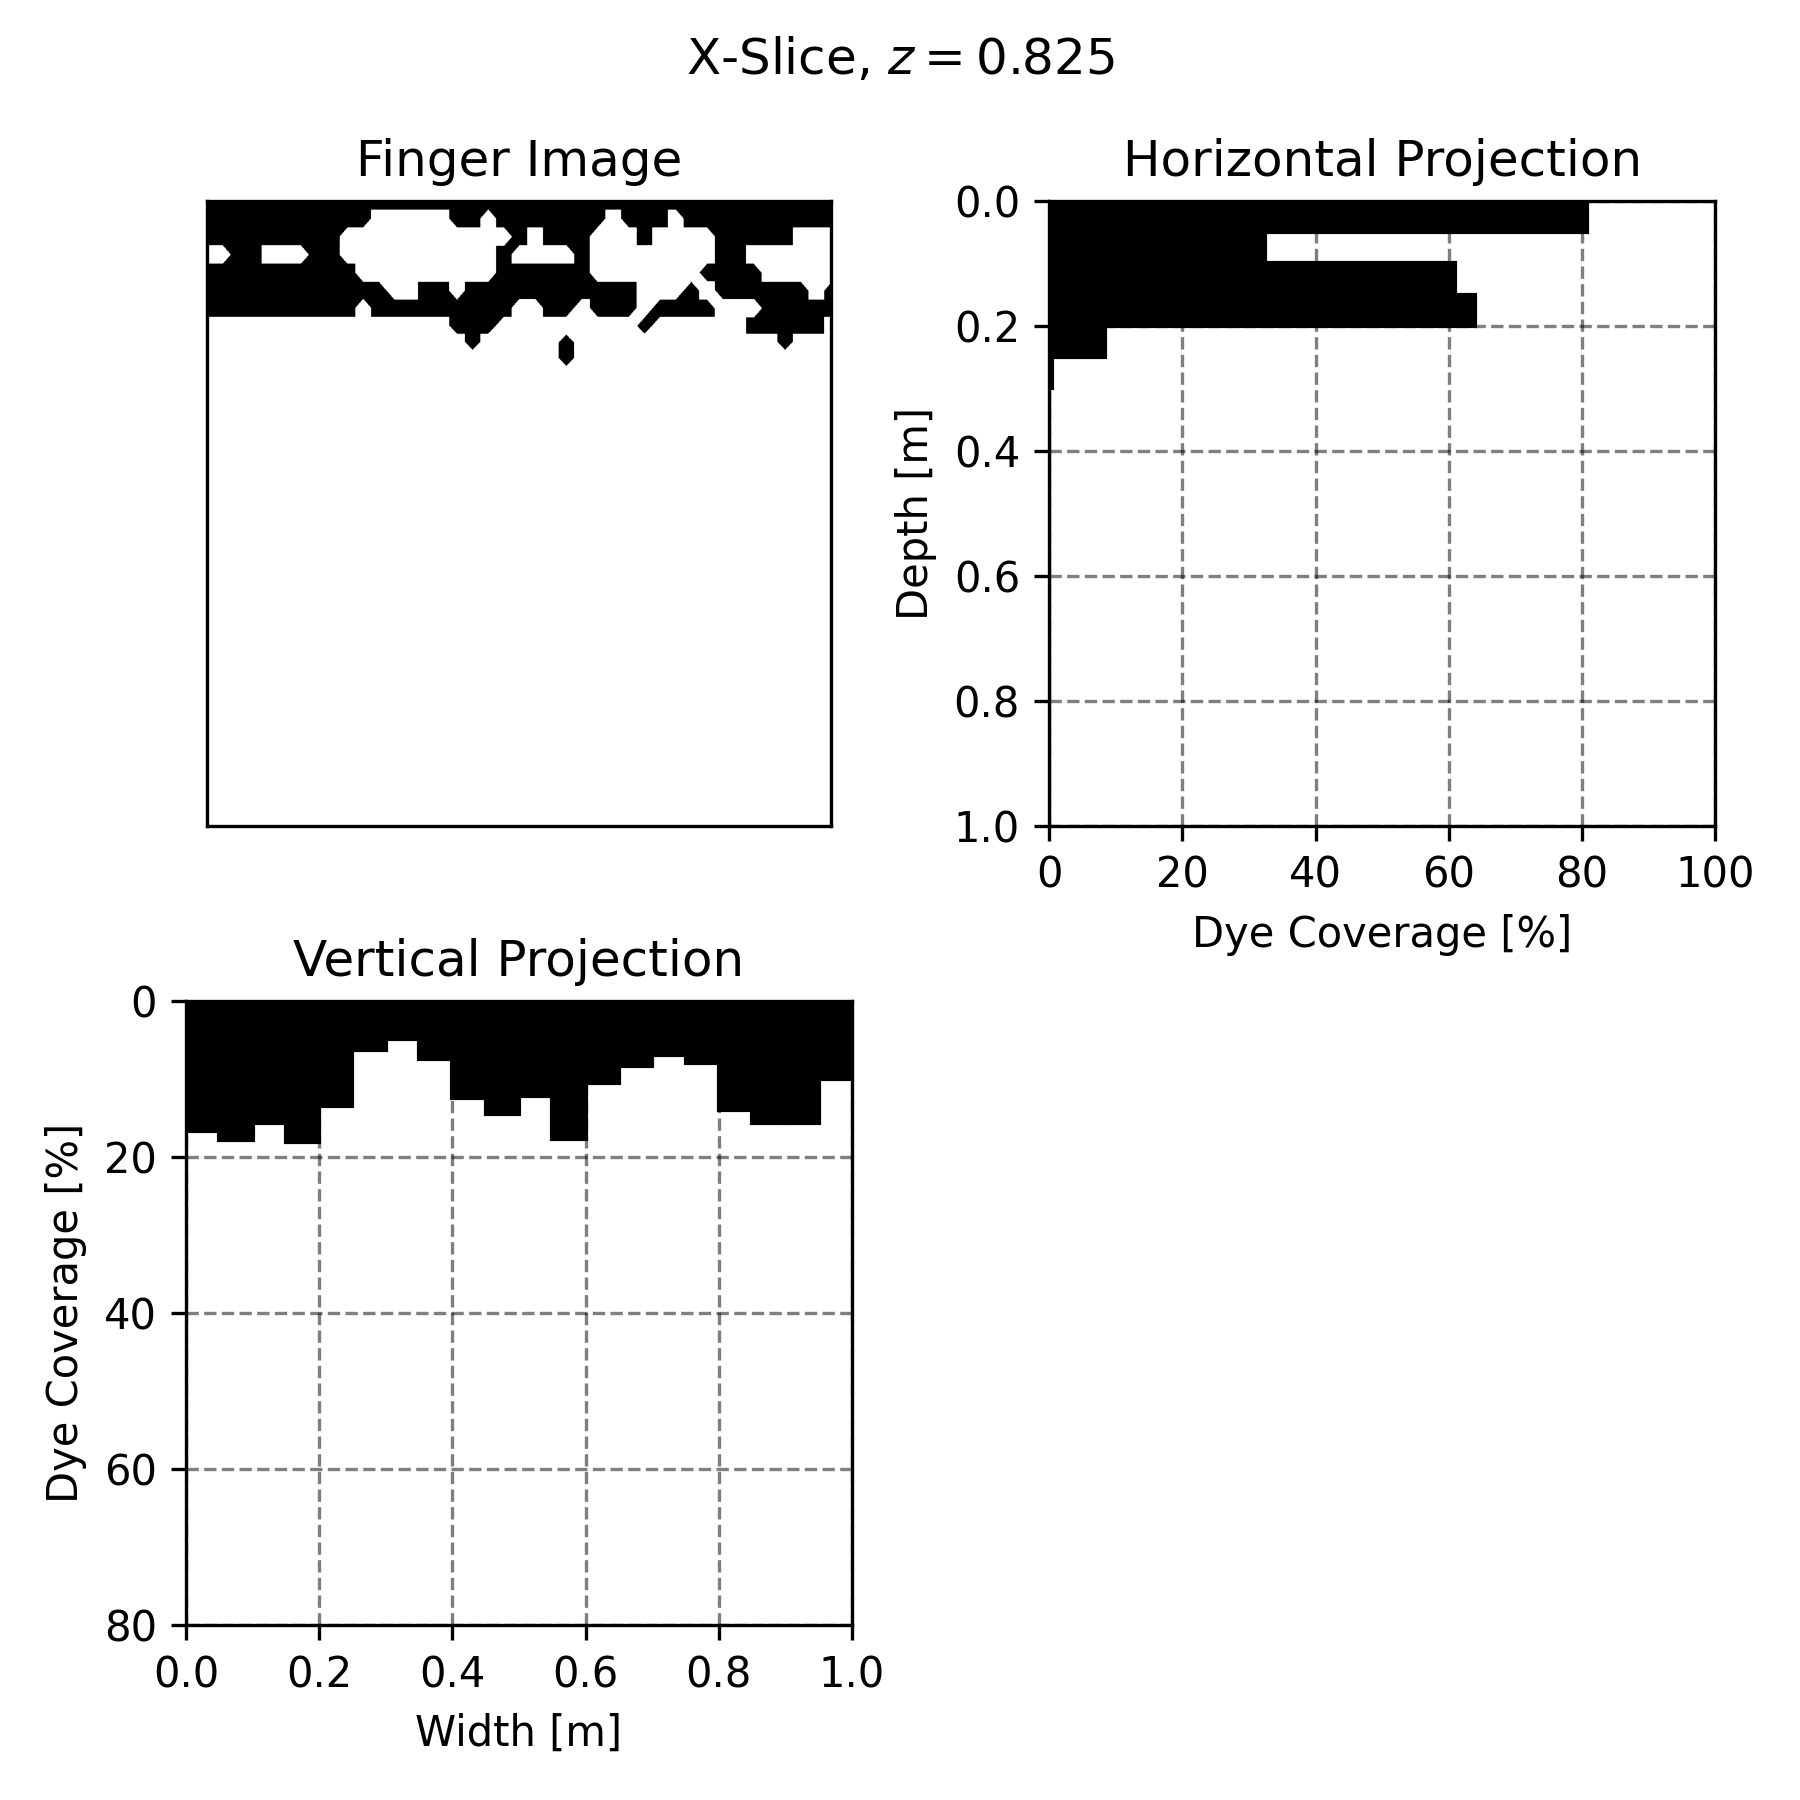 X-Slice, z = 0.825
Finger Image
Horizontal Projection
0.0
0.2
0.4
0.6
0.8
1.0
Depth [m]
0 20 40 60 80 100
Dye Coverage [%]
Vertical Projection
0
20
40
60
80
Dye Coverage [%]
0.0 0.2 0.4 0.6 0.8 1.0
Width [m]